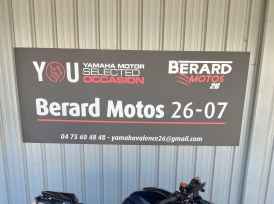 YOU
YAMAHA MOTOR
SELECTED
OCCASION
BERARD
MOTOS
26
Berard Motos 26-07
04 75 60 48 48 - yamahavalence26@gmail.com